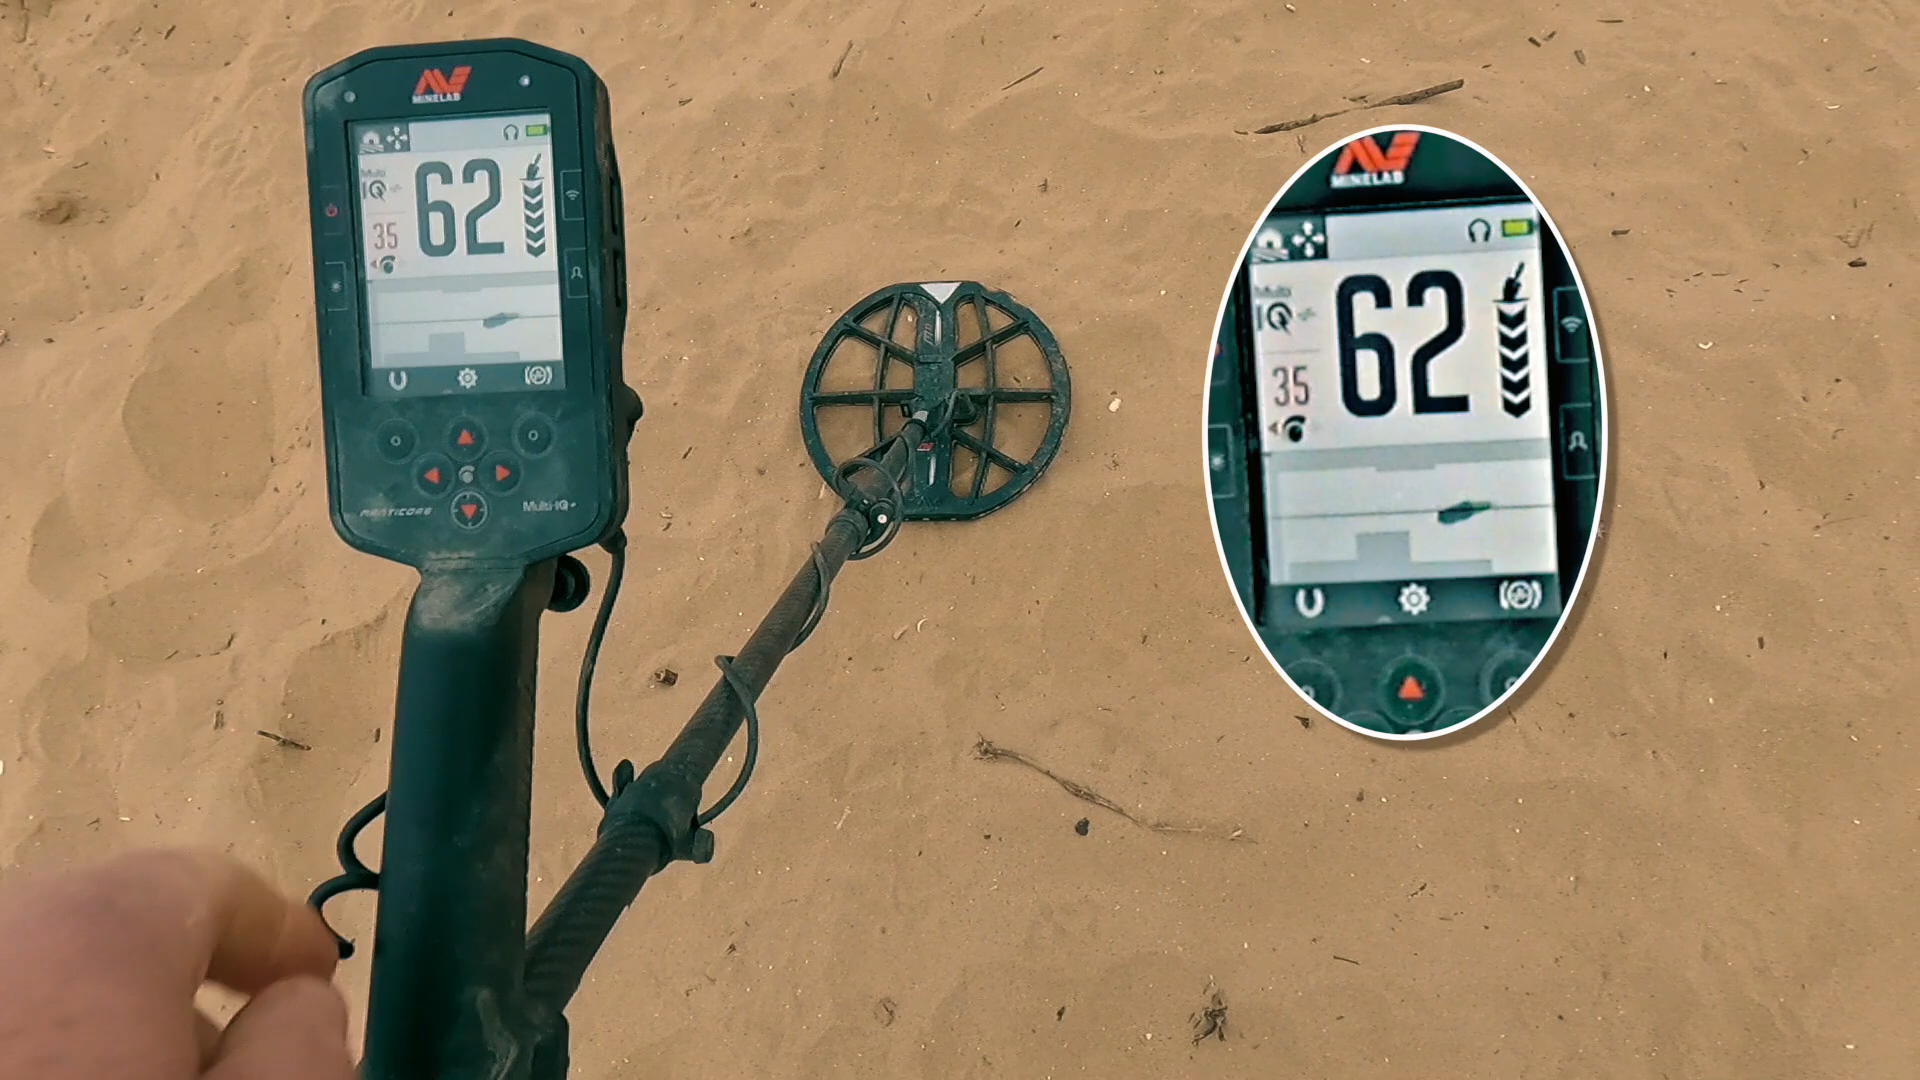 MINELAB
Multi
IQ
62
35
MANTICORE
Multi-IQ+
MINELAB
Multi
IQ
62
35